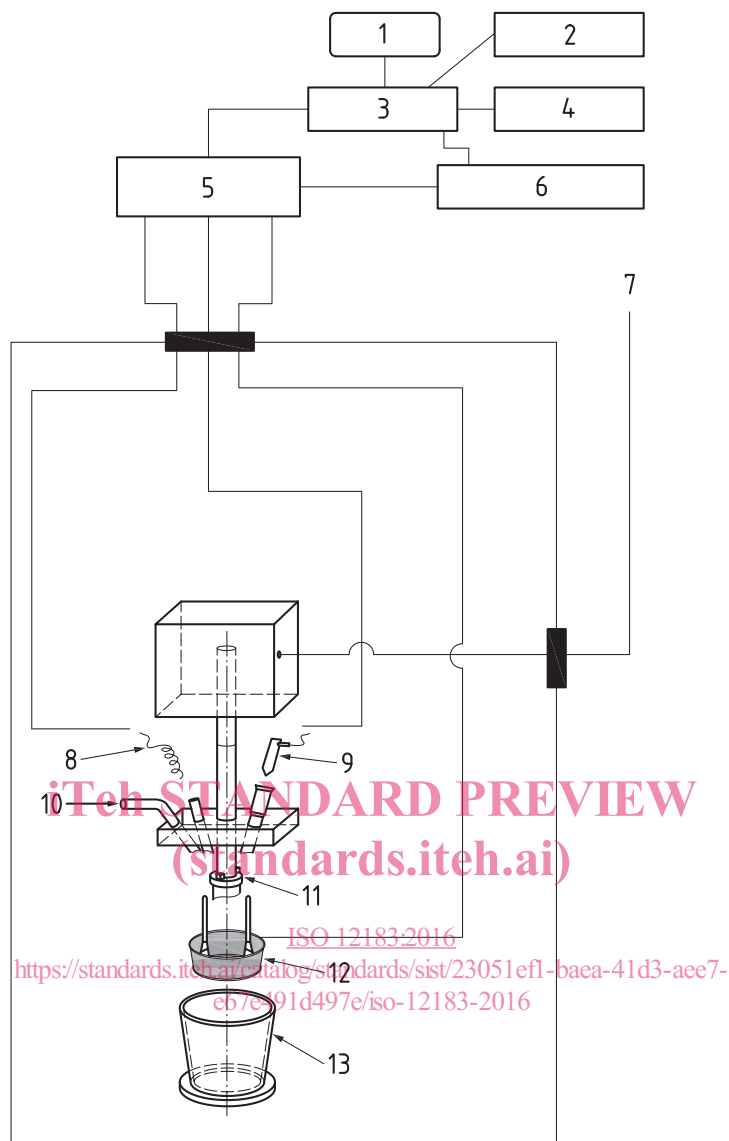 1
2
3
4
5
6
7
8
9
10
iTeh STANDARD PREVIEW
(standards.iteh.ai)
11
ISO 12183:2016
https://standards.iteh.ai/catalog/standards/sist/23051ef1-baea-41d3-aee7-
12
eb7e491d497e/iso-12183-2016
13